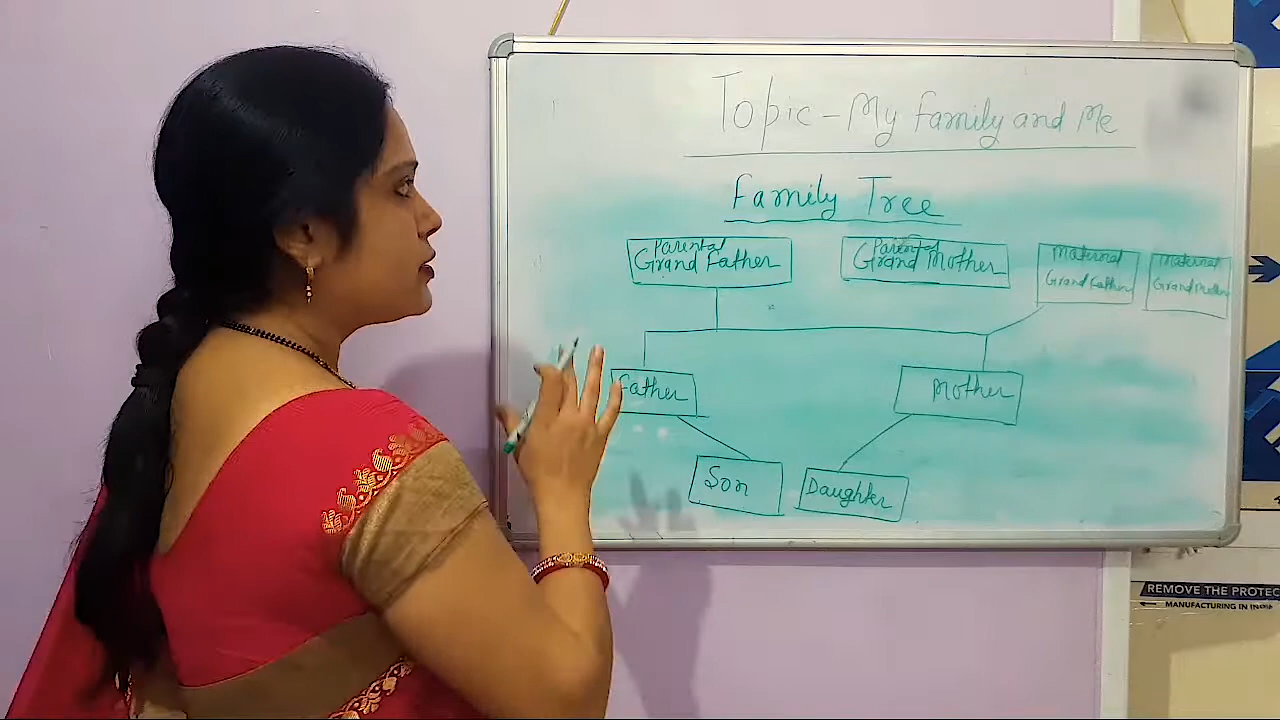 Topic - My family and Me
Family Tree
Parental
Grand Father
Parental
Grand Mother
Maternal
Grand Father
Maternal
Grand Mother
Father
Mother
Son
Daughter
REMOVE THE PROTEC
MANUFACTURING IN INDIA